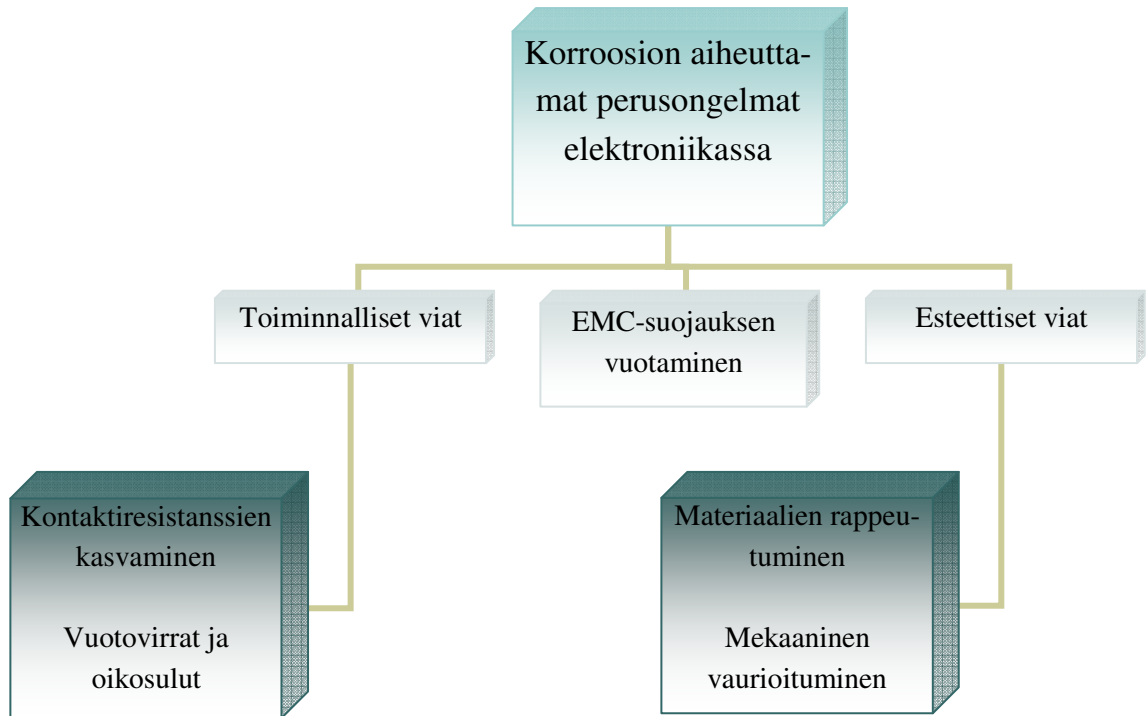 Korroosion aiheutta-
mat perusongelmat
elektroniikassa
Toiminnalliset viat
EMC-suojauksen
vuotaminen
Esteettiset viat
Kontaktiresistanssien
kasvaminen
Vuotovirrat ja
oikosulut
Materiaalien rappeu-
tuminen
Mekaaninen
vaurioituminen